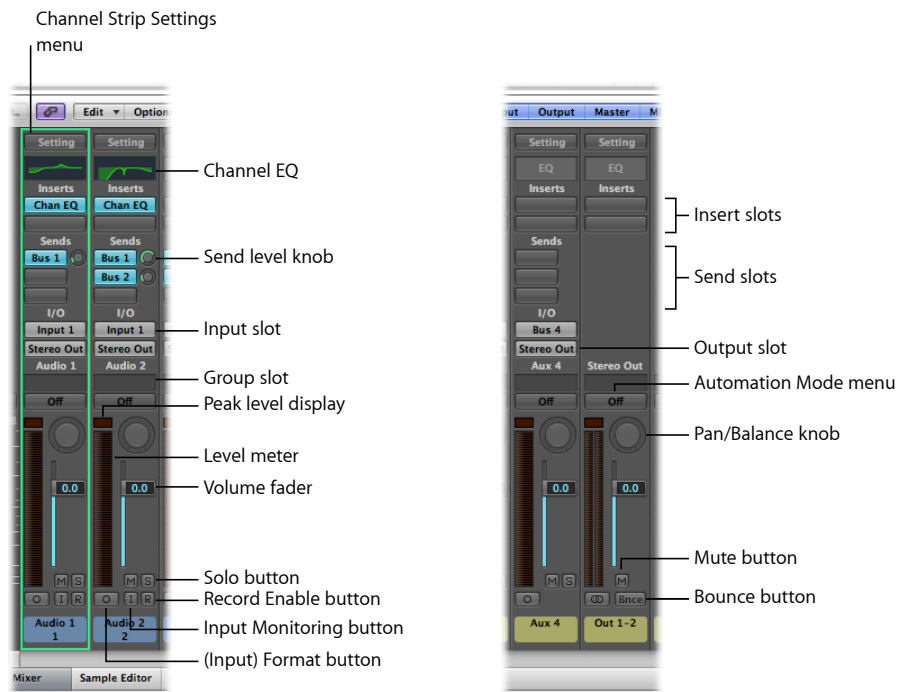 Channel Strip Settings
menu
Edit
Option
Setting
Setting
Channel EQ
Inserts
Inserts
Chan EQ
Chan EQ
Sends
Sends
Bus 1
Bus 1
Send level knob
Bus 2
I/O
I/O
Input 1
Input 1
Input slot
Stereo Out
Stereo Out
Audio 1
Audio 2
Group slot
Off
Off
Peak level display
Level meter
0.0
0.0
Volume fader
M S
M S
Solo button
I R
I R
Record Enable button
Audio 1
1
Audio 2
2
Input Monitoring button
(Input) Format button
Mixer
Sample Editor
Output
Master
Setting
Setting
EQ
EQ
Inserts
Inserts
Insert slots
Sends
Send slots
I/O
Bus 4
Stereo Out
Output slot
Aux 4
Stereo Out
Automation Mode menu
Off
Off
Pan/Balance knob
0.0
0.0
Mute button
M S
M
Bnce
Bounce button
Aux 4
Out 1-2